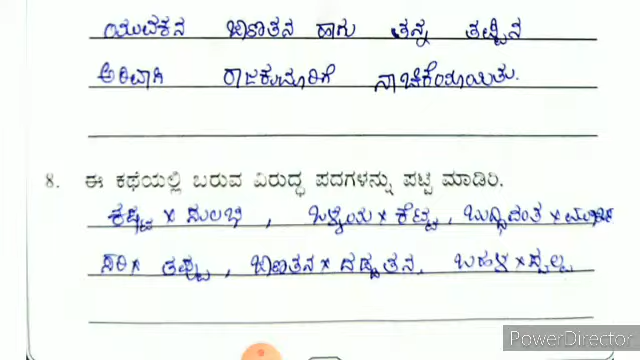 ಯುವಕನ ಜಾಣತನ ಹಾಗು ತನ್ನ ತಪ್ಪಿನ
ಅರಿವಾಗಿ ರಾಜಕುಮಾರಿಗೆ ನಾಚಿಕೆಯಾಯಿತು.
8. ಈ ಕಥೆಯಲ್ಲಿ ಬರುವ ವಿರುದ್ಧ ಪದಗಳನ್ನು ಪಟ್ಟಿ ಮಾಡಿರಿ.
ಕಷ್ಟ × ಸುಲಭ , ಒಳ್ಳೆಯ × ಕೆಟ್ಟ , ಬುದ್ಧಿವಂತ ×
ಸರಿ × ತಪ್ಪು , ಜಾಣತನ × ದಡ್ಡತನ, ಬಹಳ × ಸ್ವಲ್ಪ
PowerDirector